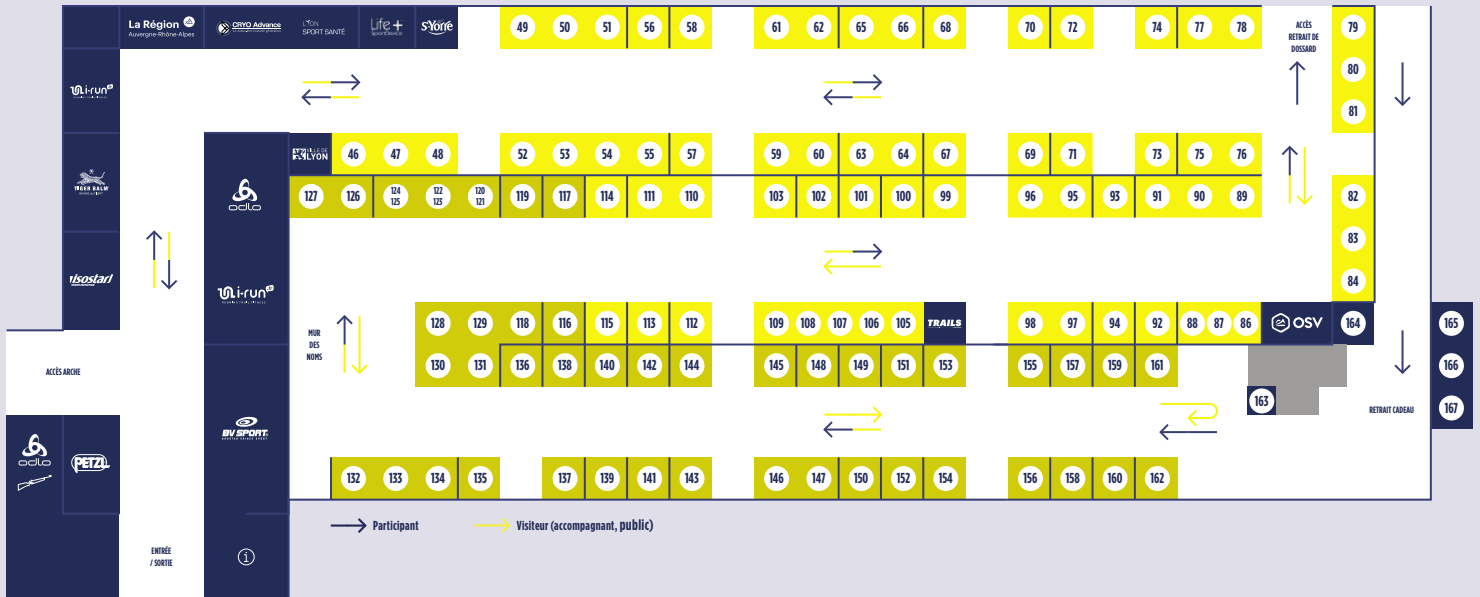 La Région
Auvergne-Rhône-Alpes
CRYO Advance
LYON
SPORT SANTÉ
Life+
St-Yorre
49 50 51 56 58 61 62 65 66 68 70 72 74 77 78
ACCÈS
RETRAIT DE
DOSSARD
79
80
81
i-run
TIGER BALM
isostar
odlo
i-run
VILLE DE
LYON
46 47 48 52 53 54 55 57 59 60 63 64 67 69 71 73 75 76
127 126 124 125 122 123 120 121 119 117 114 111 110 103 102 101 100 99 96 95 93 91 90 89
82
83
84
MUR
DES
NOMS
128 129 118 116 115 113 112 109 108 107 106 105 TRAILS 98 97 94 92 88 87 86 OSV 164 165
130 131 136 138 140 142 144 145 148 149 151 153 155 157 159 161 166
ACCÈS ARCHE
163
RETRAIT CADEAU
167
odlo
PETZL
BV SPORT
132 133 134 135 137 139 141 143 146 147 150 152 154 156 158 160 162
Participant
Visiteur (accompagnant, public)
ENTRÉE
/ SORTIE
i